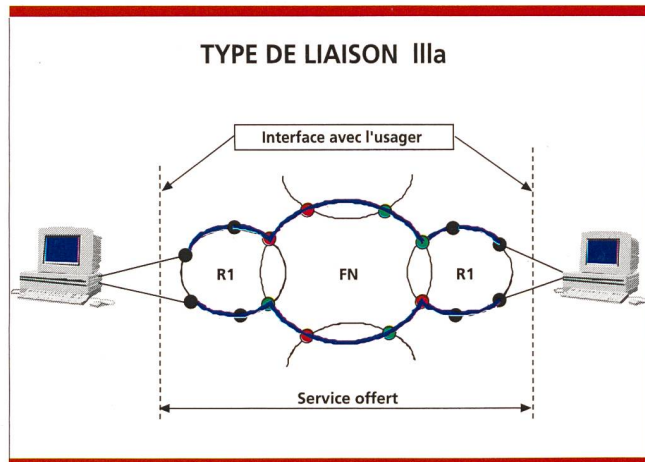 TYPE DE LIAISON IIIa
Interface avec l'usager
R1
FN
R1
Service offert